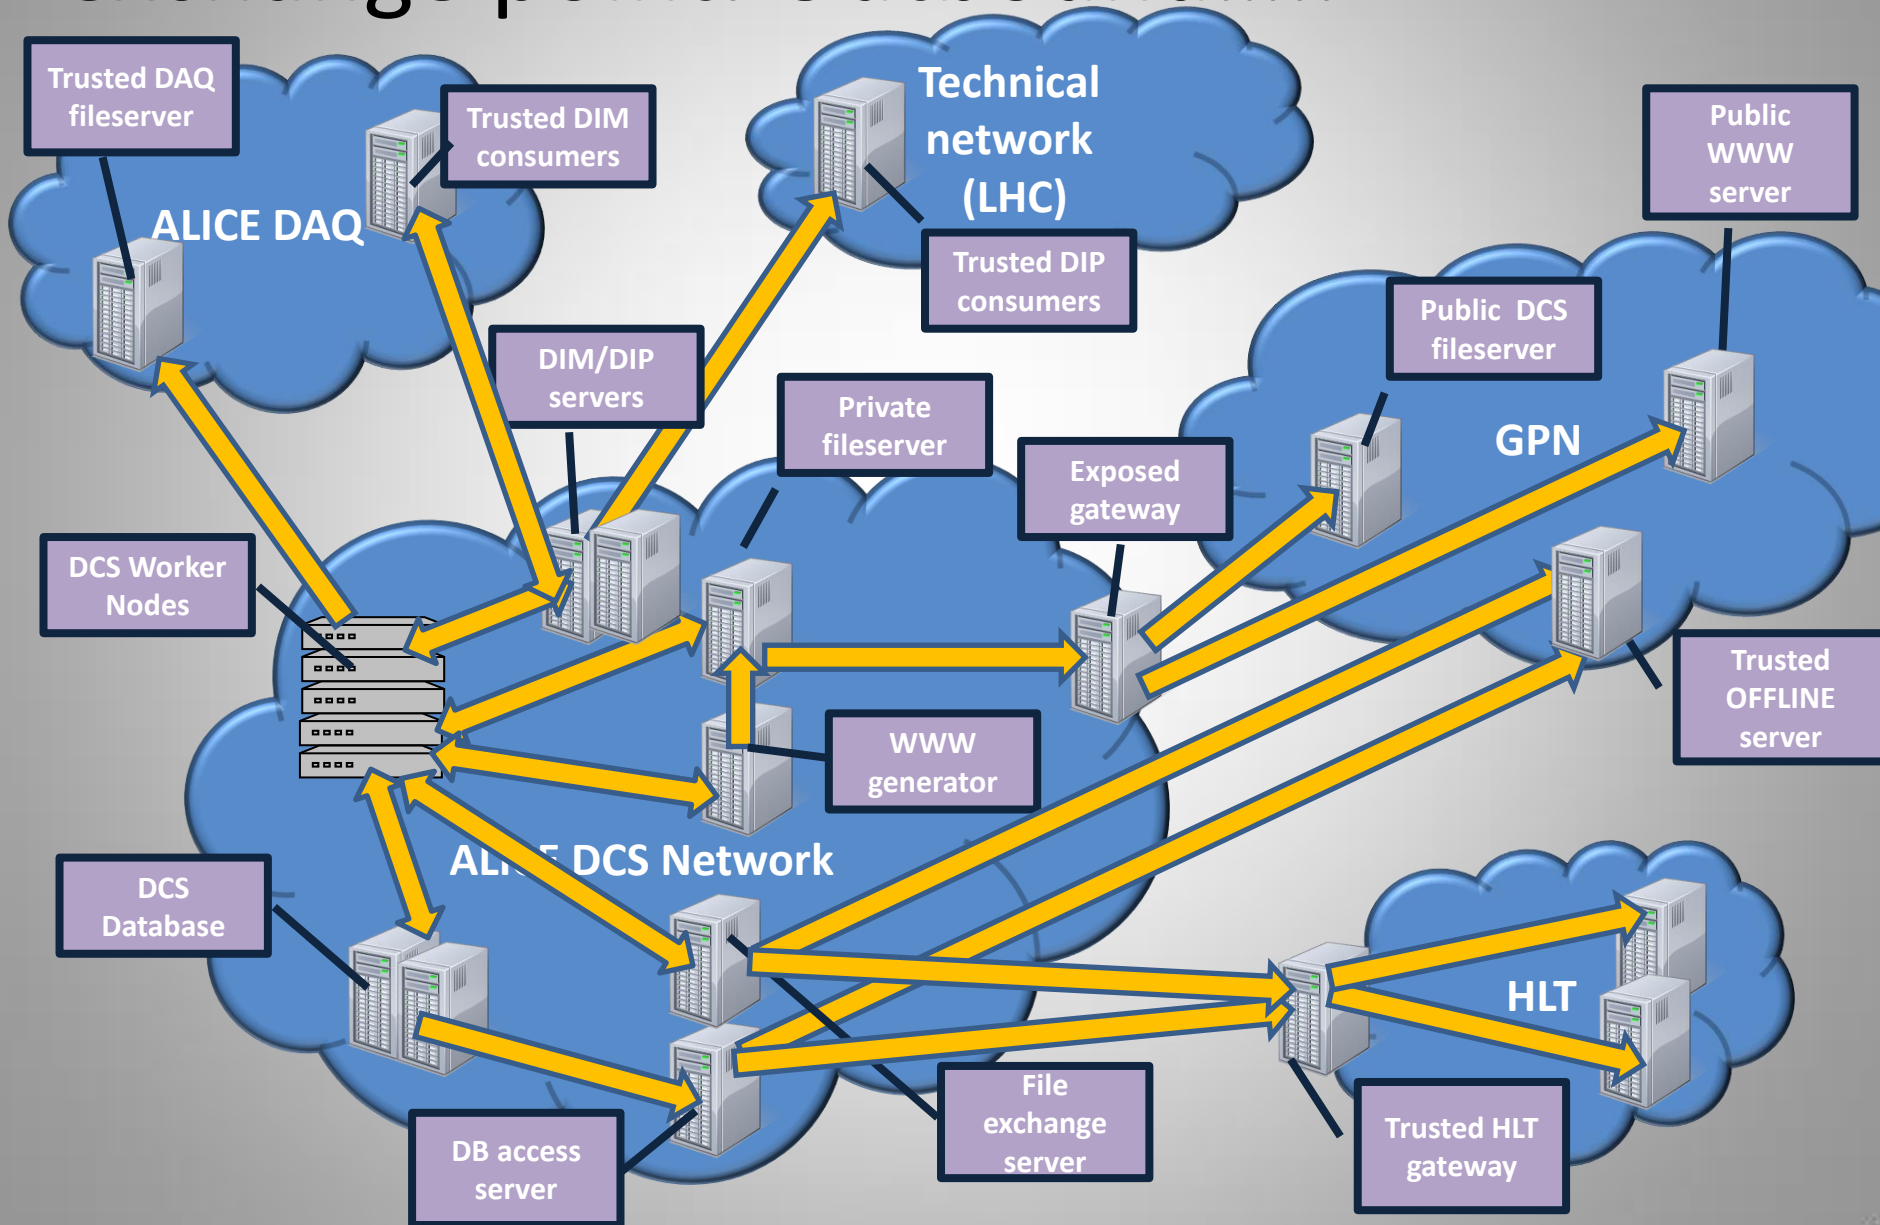 Trusted DAQ
fileserver
Trusted DIM
consumers
ALICE DAQ
Technical
network
(LHC)
Trusted DIP
consumers
Public
WWW
server
Public DCS
fileserver
GPN
DIM/DIP
servers
Private
fileserver
Exposed
gateway
DCS Worker
Nodes
Trusted
OFFLINE
server
WWW
generator
ALICE DCS Network
DCS
Database
HLT
File
exchange
server
DB access
server
Trusted HLT
gateway